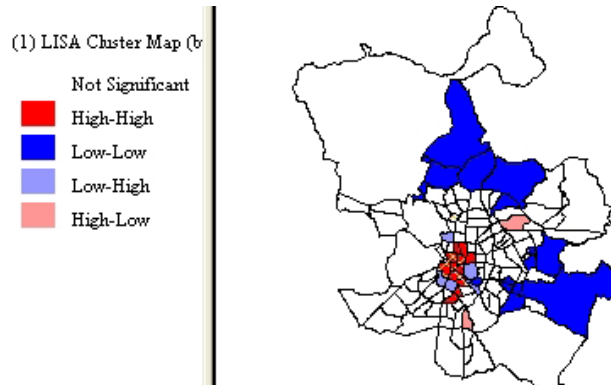 (1) LISA Cluster Map (b
Not Significant
High-High
Low-Low
Low-High
High-Low